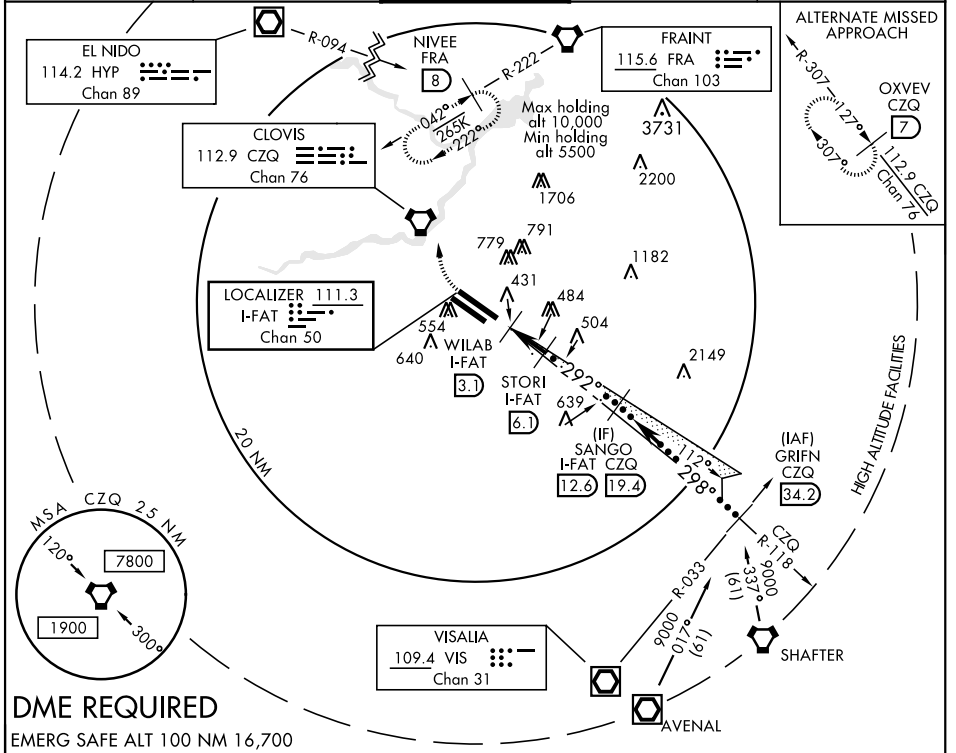 EL NIDO
114.2 HYP
Chan 89
R-094
NIVEE
FRA
8
R-222
FRAINT
115.6 FRA
Chan 103
ALTERNATE MISSED
APPROACH
R-307
127°
307°
OXVEV
CZQ
7
112.9 CZQ
Chan 76
CLOVIS
112.9 CZQ
Chan 76
042°
265K
222°
Max holding
alt 10,000
Min holding
alt 5500
3731
2200
1706
791
779
1182
431
484
504
LOCALIZER 111.3
I-FAT
Chan 50
554
640
WILAB
I-FAT
3.1
STORI
I-FAT
6.1
292°
2149
639
(IF)
SANGO
I-FAT CZQ
12.6 19.4
112°
298°
(IAF)
GRIFN
CZQ
34.2
HIGH ALTITUDE FACILITIES
20 NM
CZQ
R-118
R-033
9000
337°
(61)
9000
017°
(61)
SHAFTER
MSA CZQ 25 NM
120°
7800
1900
300°
VISALIA
109.4 VIS
Chan 31
AVENAL
DME REQUIRED
EMERG SAFE ALT 100 NM 16,700